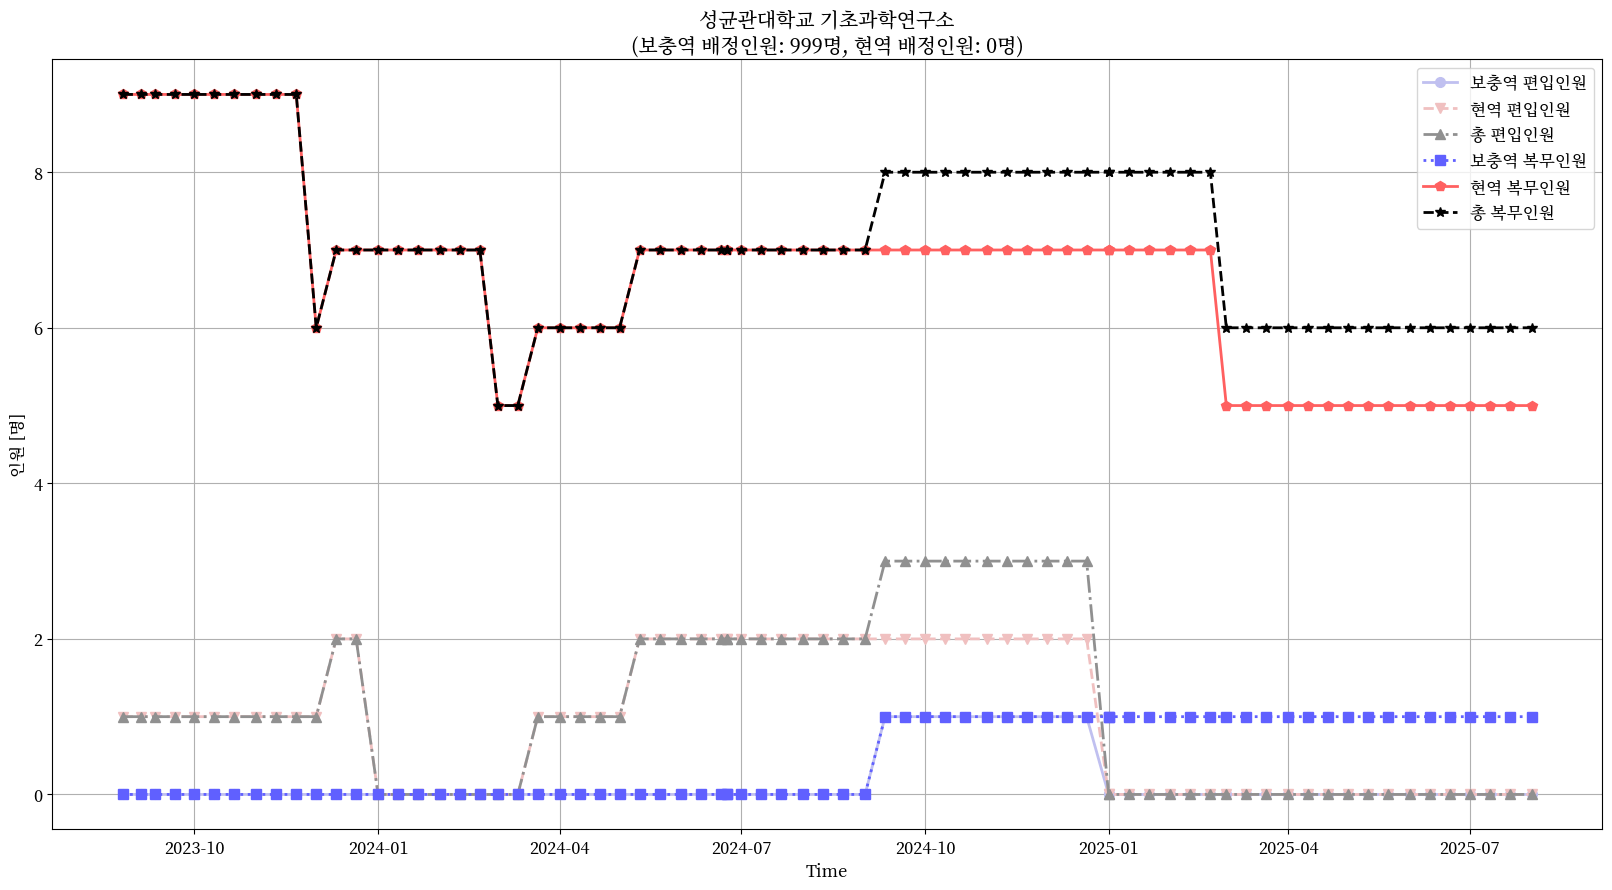 성균관대학교 기초과학연구소
(보충역 배정인원: 999명, 현역 배정인원: 0명)
보충역 편입인원
현역 편입인원
총 편입인원
보충역 복무인원
현역 복무인원
총 복무인원
인원 [명]
8
6
4
2
0
2023-10
2024-01
2024-04
2024-07
2024-10
2025-01
2025-04
2025-07
Time